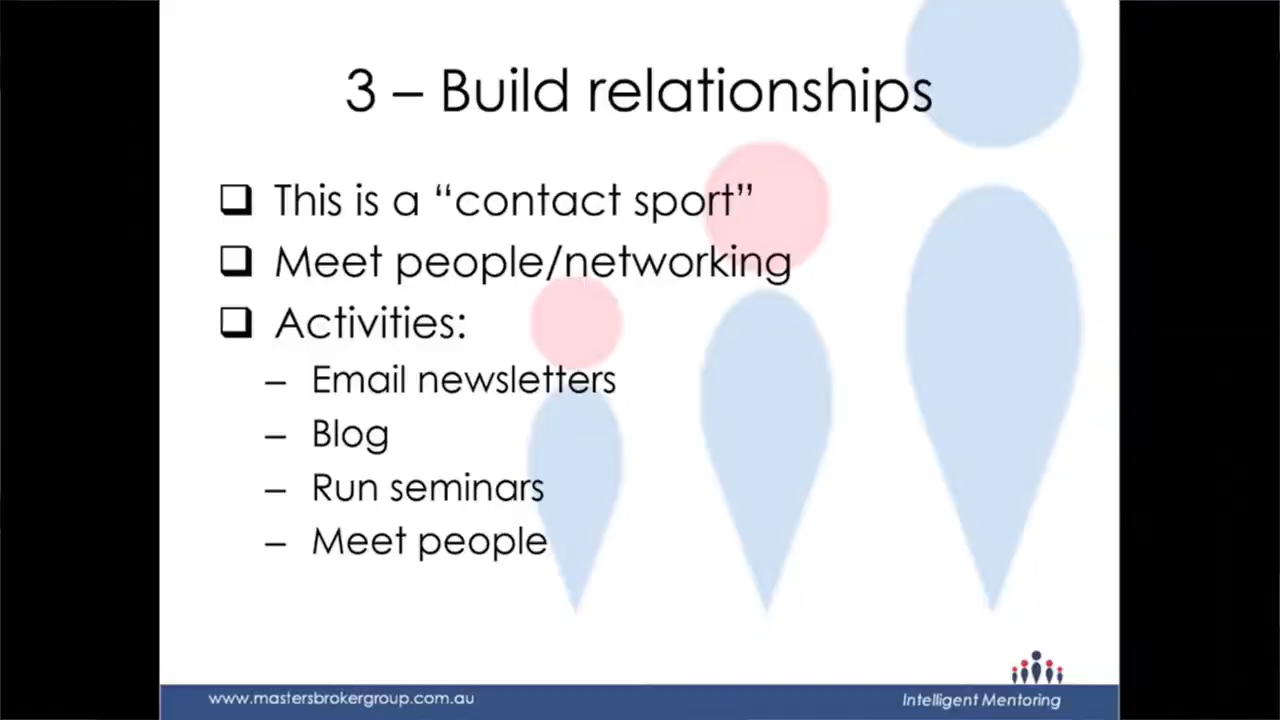 3 – Build relationships
This is a “contact sport”
Meet people/networking
Activities:
– Email newsletters
– Blog
– Run seminars
– Meet people
www.mastersbrokergroup.com.au
Intelligent Mentoring